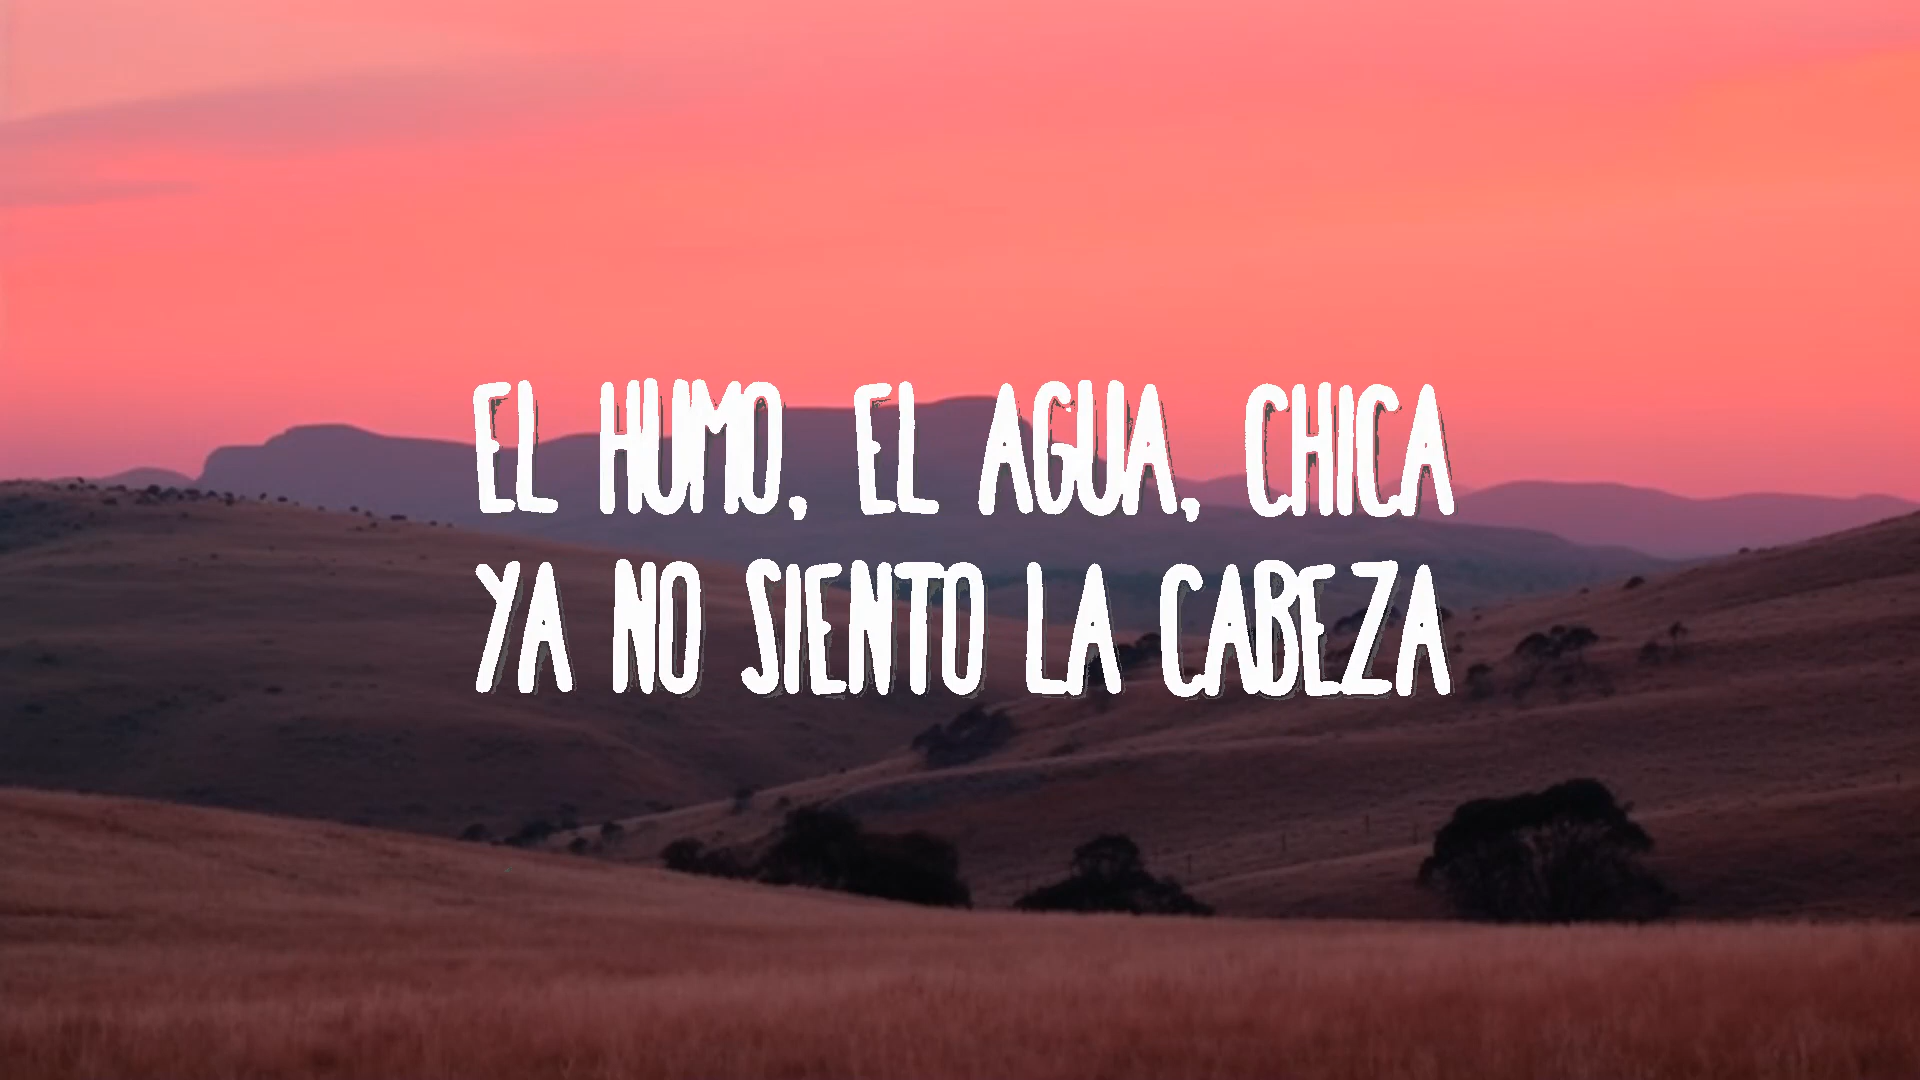 EL HUMO, EL AGUA, CHICA
YA NO SIENTO LA CABEZA